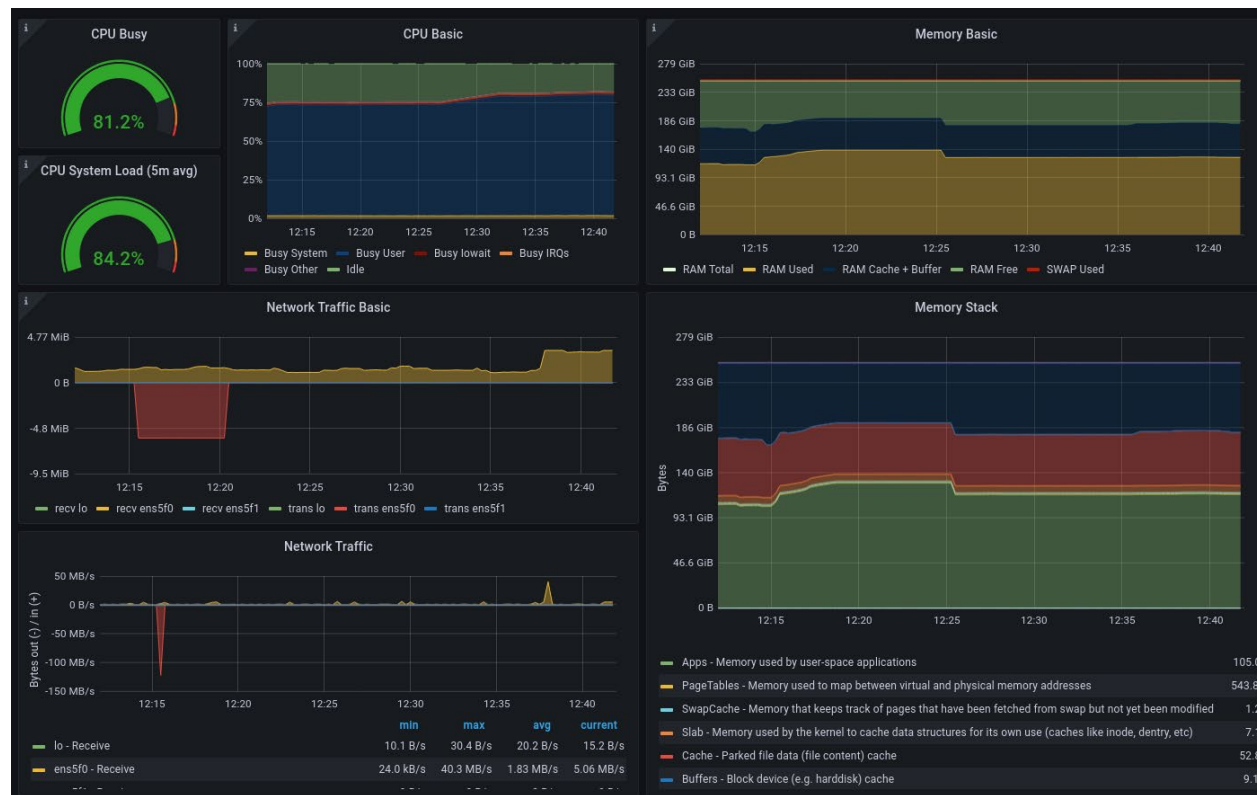 CPU Busy
81.2%
CPU System Load (5m avg)
84.2%
CPU Basic
100%
75%
50%
25%
0%
12:15 12:20 12:25 12:30 12:35 12:40
Busy System Busy User Busy Iowait Busy IRQs
Busy Other Idle
Memory Basic
279 GiB
233 GiB
186 GiB
140 GiB
93.1 GiB
46.6 GiB
0 B
12:15 12:20 12:25 12:30 12:35 12:40
RAM Total RAM Used RAM Cache + Buffer RAM Free SWAP Used
Network Traffic Basic
4.77 MiB
0 B
-4.8 MiB
-9.5 MiB
12:15 12:20 12:25 12:30 12:35 12:40
recv lo recv ens5f0 recv ens5f1 trans lo trans ens5f0 trans ens5f1
Network Traffic
Bytes out (-) / in (+)
50 MB/s
0 B/s
-50 MB/s
-100 MB/s
-150 MB/s
12:15 12:20 12:25 12:30 12:35 12:40
min max avg current
lo - Receive 10.1 B/s 30.4 B/s 20.2 B/s 15.2 B/s
ens5f0 - Receive 24.0 kB/s 40.3 MB/s 1.83 MB/s 5.06 MB/s
Memory Stack
Bytes
279 GiB
233 GiB
186 GiB
140 GiB
93.1 GiB
46.6 GiB
0 B
12:15 12:20 12:25 12:30 12:35 12:40
Apps - Memory used by user-space applications 105.
PageTables - Memory used to map between virtual and physical memory addresses 543.8
SwapCache - Memory that keeps track of pages that have been fetched from swap but not yet been modified 1.2
Slab - Memory used by the kernel to cache data structures for its own use (caches like inode, dentry, etc) 7.1
Cache - Parked file data (file content) cache 52.8
Buffers - Block device (e.g. harddisk) cache 9.1